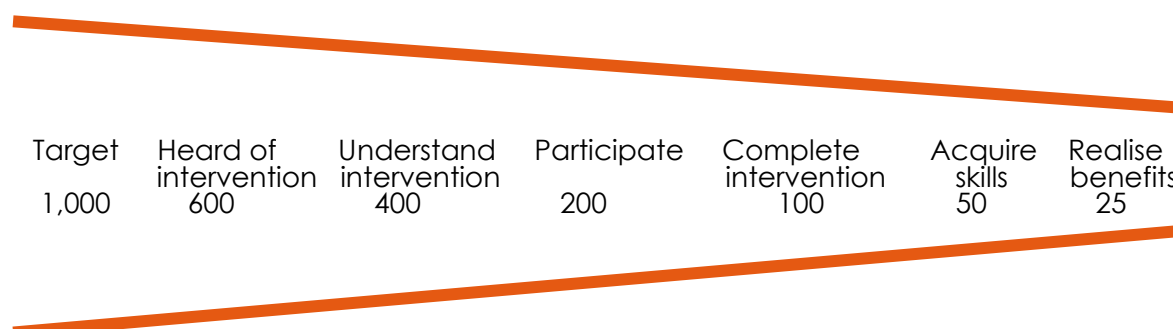 Target
1,000
Heard of
intervention
600
Understand
intervention
400
Participate
200
Complete
intervention
100
Acquire
skills
50
Realise
benefits
25